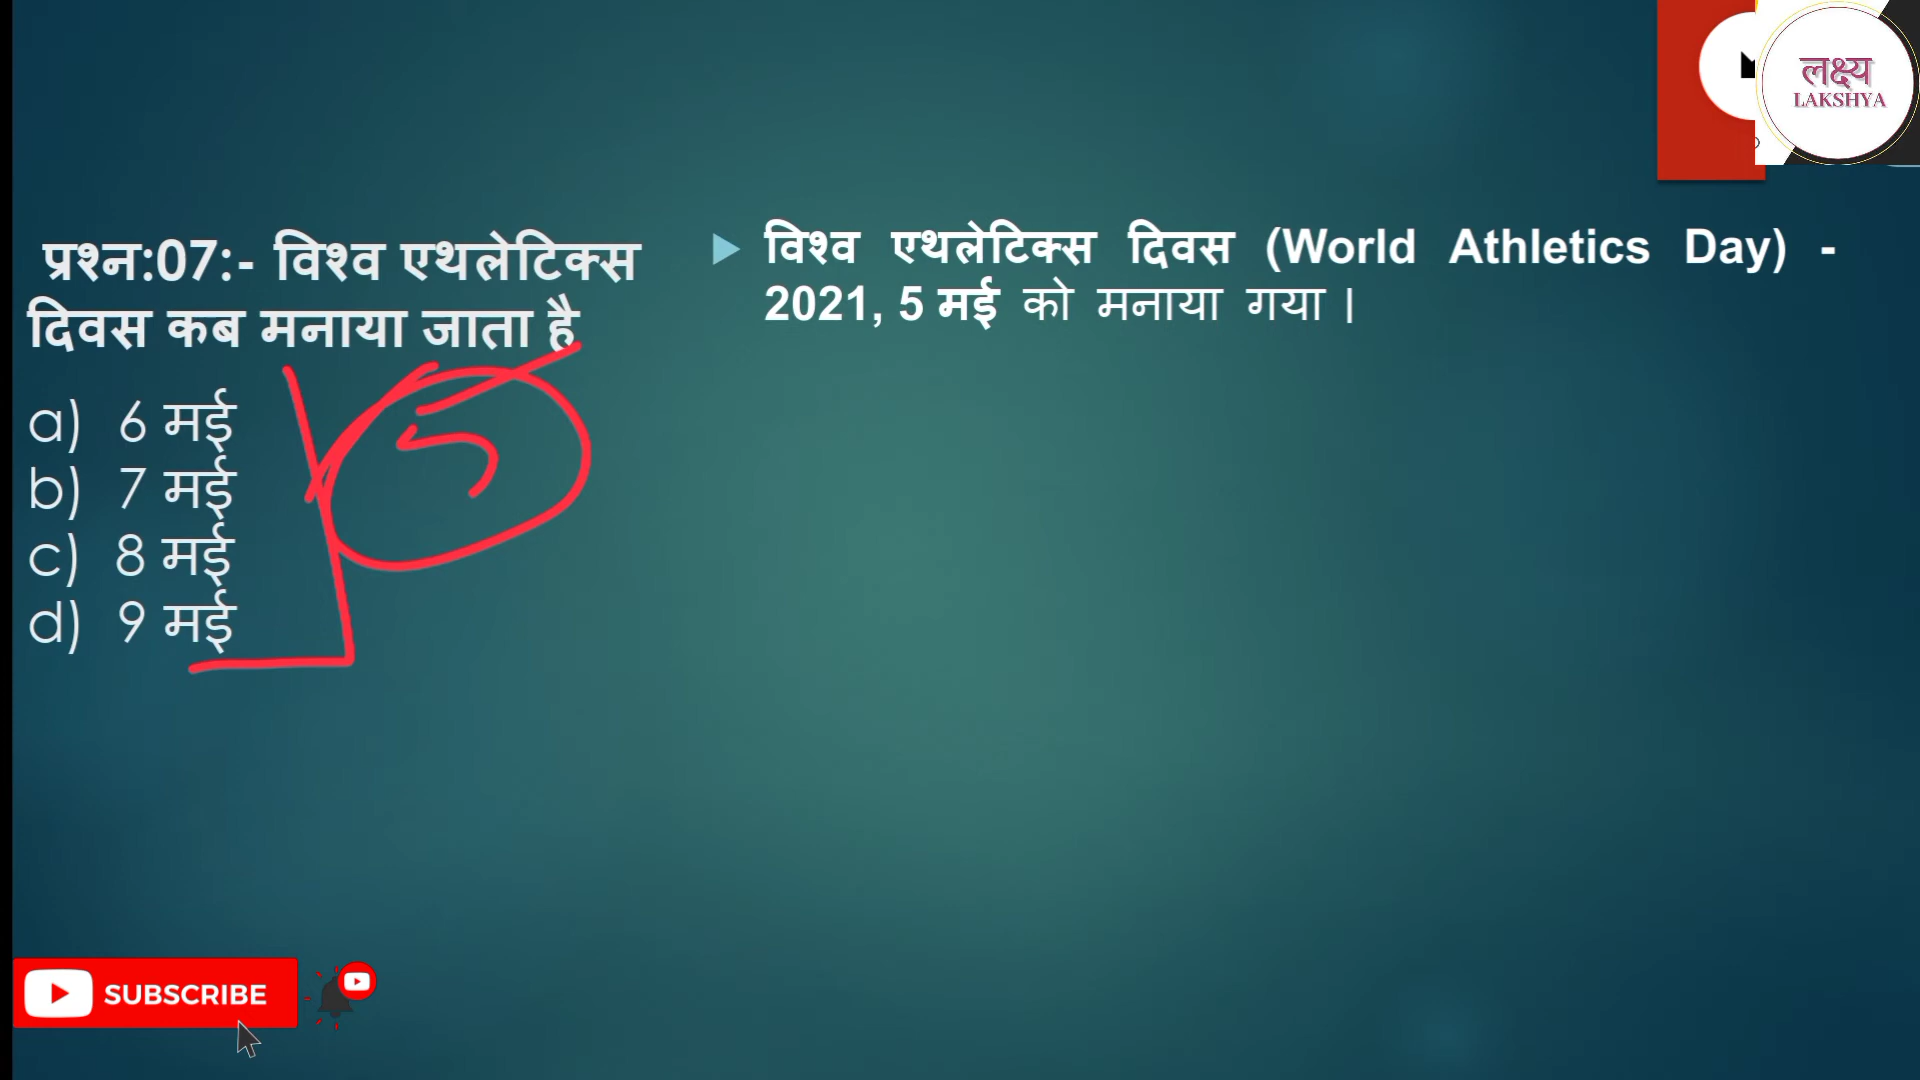 लक्ष्य
LAKSHYA
प्रश्न:07:- विश्व एथलेटिक्स
दिवस कब मनाया जाता है
a) 6 मई
b) 7 मई
c) 8 मई
d) 9 मई
5
विश्व एथलेटिक्स दिवस (World Athletics Day) -
2021, 5 मई को मनाया गया।
SUBSCRIBE